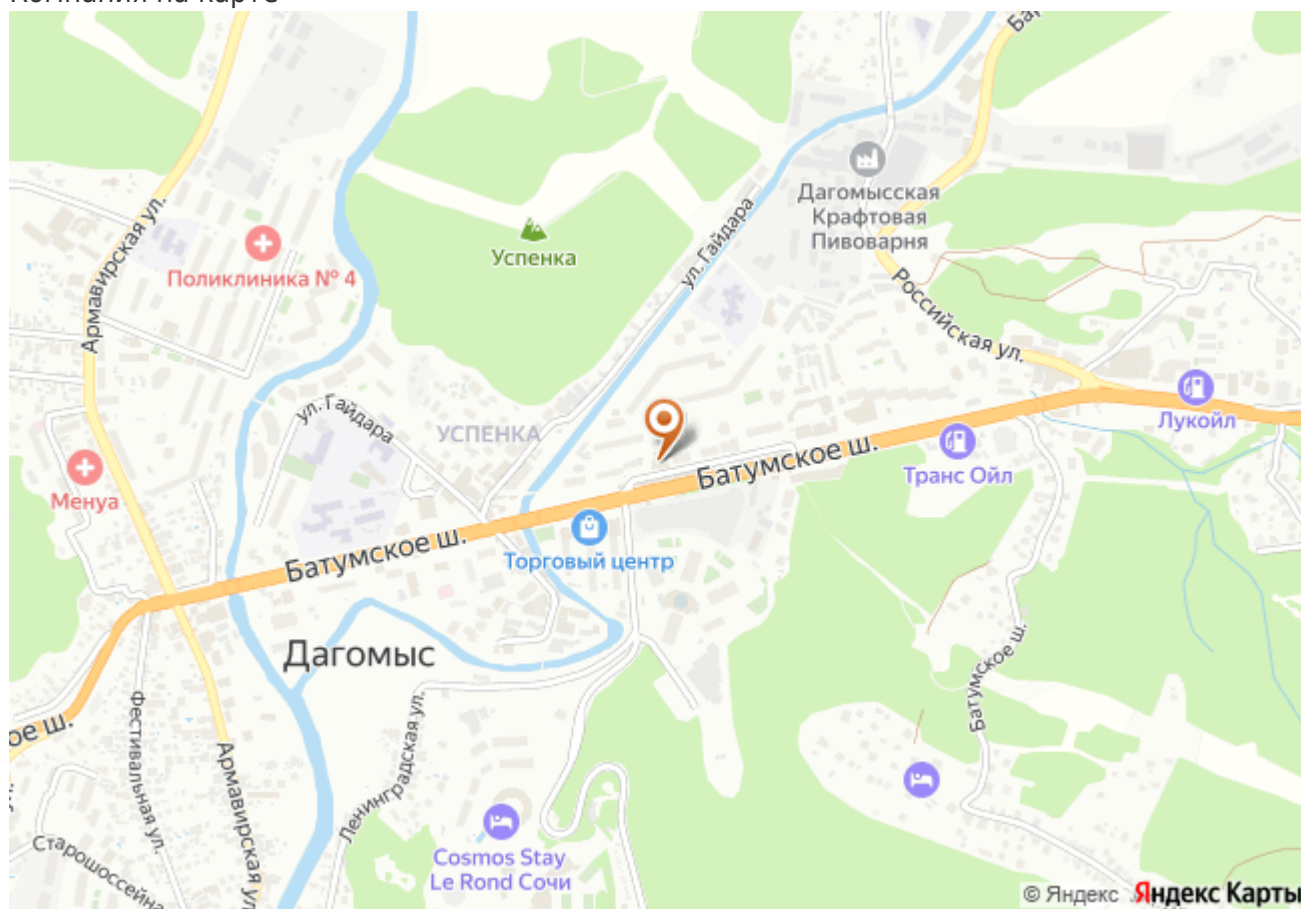 Компания на карте
Армавирская ул.
Поликлиника № 4
Успенка
ул. Гайдара
Дагомысская
Крафтовая
Пивоварня
Российская ул.
Лукойл
Транс Ойл
Батумское ш.
ул. Гайдара
УСПЕНКА
Менуа
Батумское ш.
Торговый центр
Дагомыс
Батумское ш.
ое ш.
Фестивальная ул.
Армавирская ул.
Ленинградская ул.
Старошоссейна
Cosmos Stay
Le Rond Сочи
© Яндекс Яндекс Карты